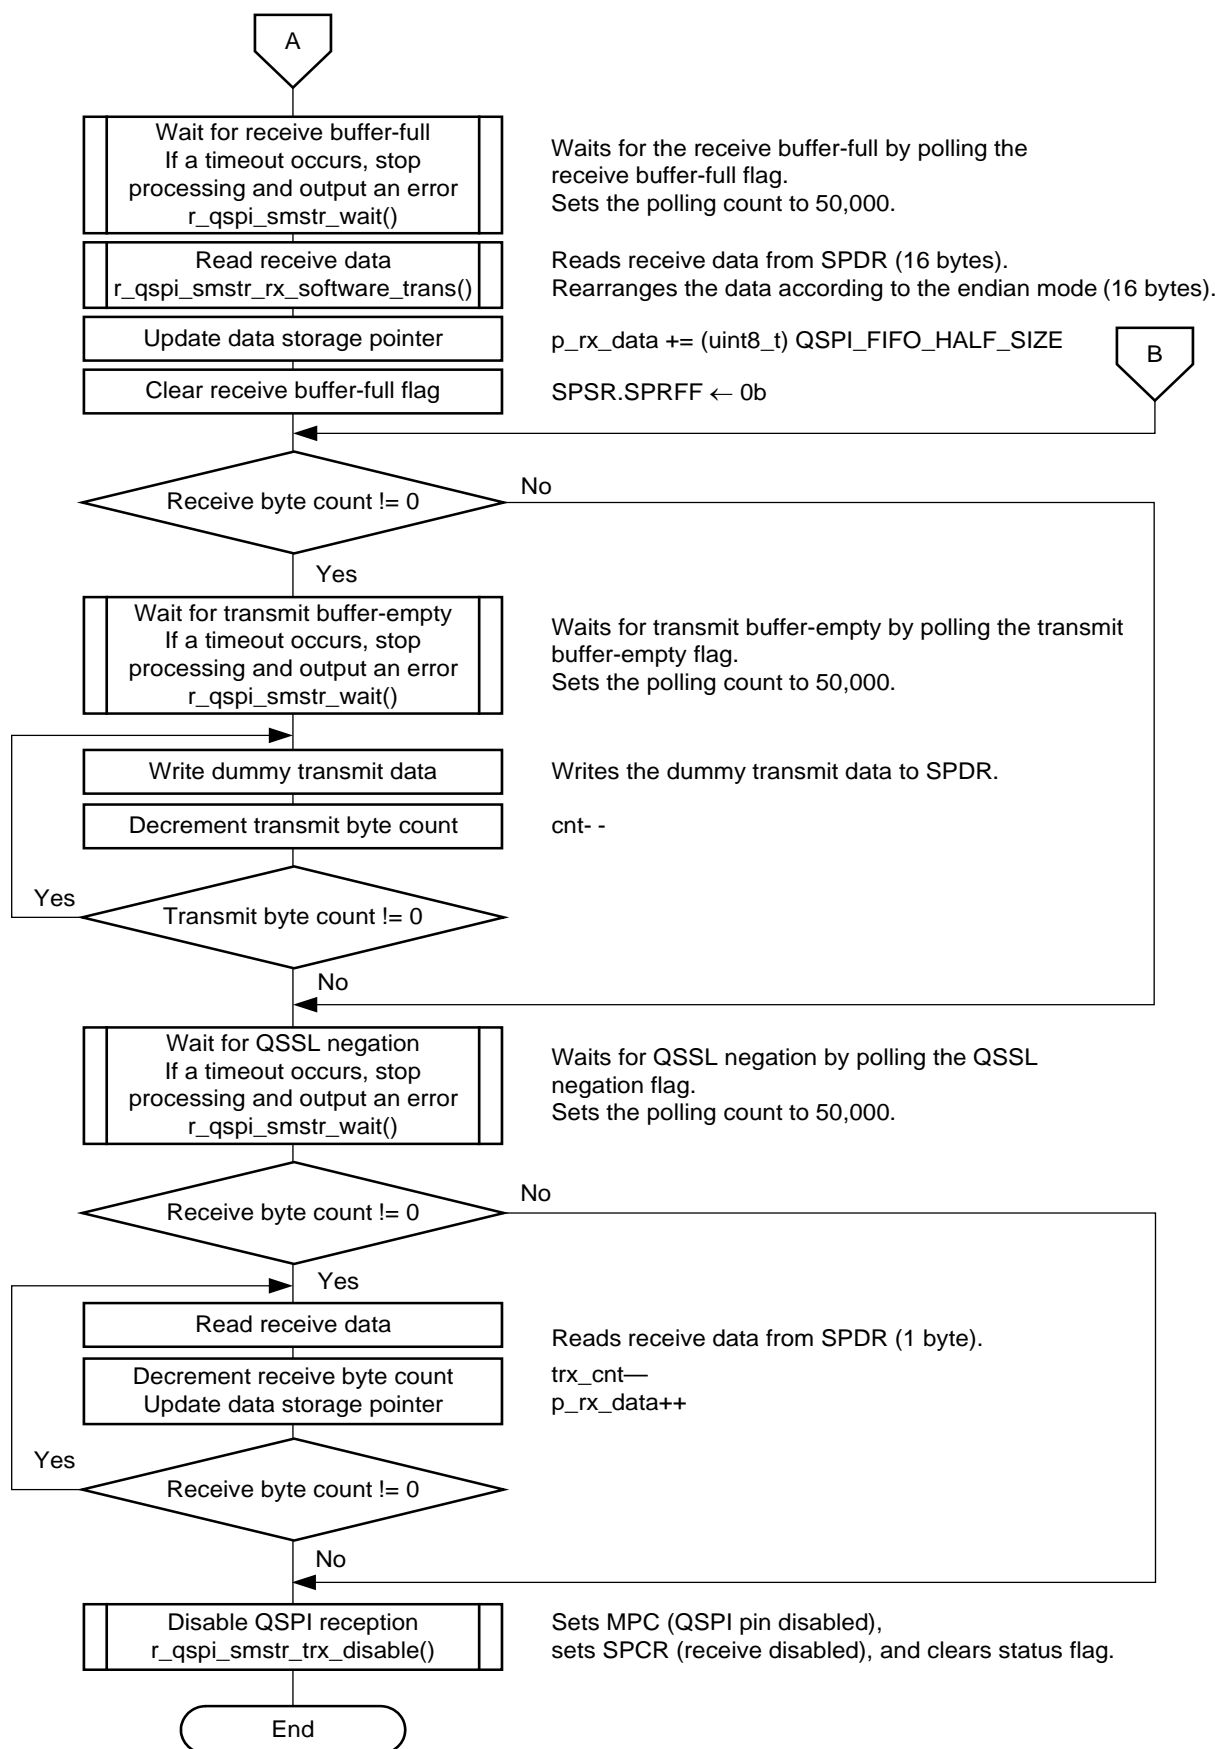 A
Wait for receive buffer-full
If a timeout occurs, stop
processing and output an error
r_qspi_smstr_wait()
Waits for the receive buffer-full by polling the
receive buffer-full flag.
Sets the polling count to 50,000.
Read receive data
r_qspi_smstr_rx_software_trans()
Reads receive data from SPDR (16 bytes).
Rearranges the data according to the endian mode (16 bytes).
Update data storage pointer
p_rx_data += (uint8_t) QSPI_FIFO_HALF_SIZE
B
Clear receive buffer-full flag
SPSR.SPRFF ← 0b
Receive byte count != 0
No
Yes
Wait for transmit buffer-empty
If a timeout occurs, stop
processing and output an error
r_qspi_smstr_wait()
Waits for transmit buffer-empty by polling the transmit
buffer-empty flag.
Sets the polling count to 50,000.
Write dummy transmit data
Writes the dummy transmit data to SPDR.
Decrement transmit byte count
cnt- -
Yes
Transmit byte count != 0
No
Wait for QSSL negation
If a timeout occurs, stop
processing and output an error
r_qspi_smstr_wait()
Waits for QSSL negation by polling the QSSL
negation flag.
Sets the polling count to 50,000.
Receive byte count != 0
No
Yes
Read receive data
Reads receive data from SPDR (1 byte).
Decrement receive byte count
Update data storage pointer
trx_cnt—
p_rx_data++
Yes
Receive byte count != 0
No
Disable QSPI reception
r_qspi_smstr_trx_disable()
Sets MPC (QSPI pin disabled),
sets SPCR (receive disabled), and clears status flag.
End